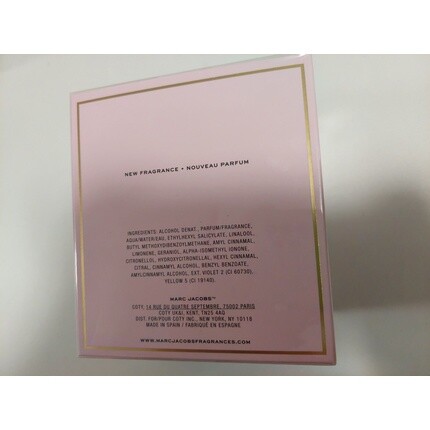 NEW FRAGRANCE • NOUVEAU PARFUM
INGREDIENTS: ALCOHOL DENAT., PARFUM/FRAGRANCE,
AQUA/WATER/EAU, ETHYLHEXYL SALICYLATE, LINALOOL,
BUTYL METHOXYDIBENZOYLMETHANE, AMYL CINNAMAL,
LIMONENE, GERANIOL, ALPHA-ISOMETHYL IONONE,
CITRONELLOL, HYDROXYCITRONELLAL, HEXYL CINNAMAL,
CITRAL, CINNAMYL ALCOHOL, BENZYL BENZOATE,
AMYLCINNAMYL ALCOHOL, EXT. VIOLET 2 (CI 60730),
YELLOW 5 (CI 19140).
MARC JACOBS™
COTY, 14 RUE DU QUATRE SEPTEMBRE, 75002 PARIS
COTY UK&I, KENT, TN25 4AQ
DIST. FOR/POUR COTY INC., NEW YORK, NY 10118
MADE IN SPAIN / FABRIQUÉ EN ESPAGNE
WWW.MARCJACOBSFRAGRANCES.COM